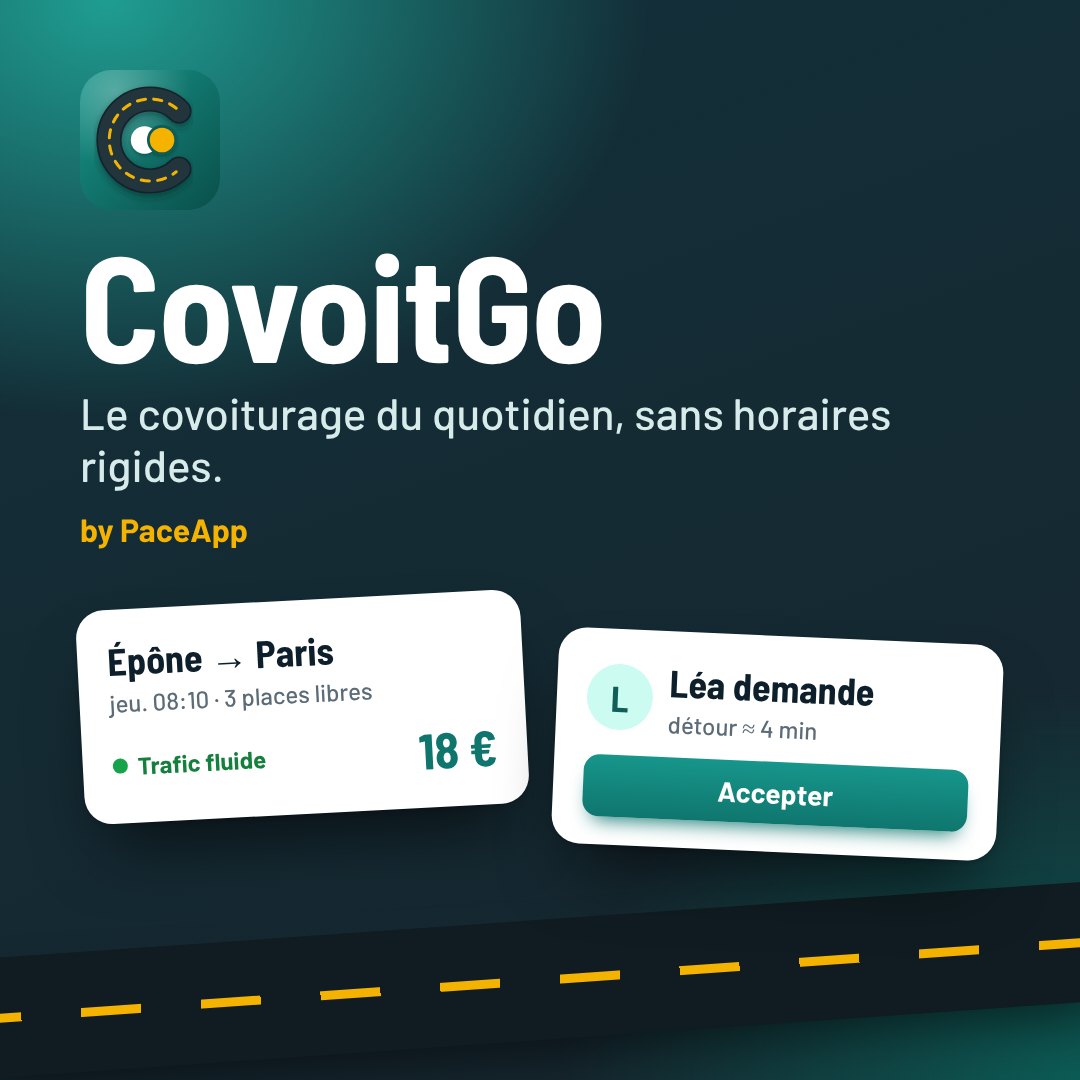 CovoitGo
Le covoiturage du quotidien, sans horaires
rigides.
by PaceApp
Épône → Paris
jeu. 08:10 · 3 places libres
Trafic fluide
18 €
L
Léa demande
détour ≈ 4 min
Accepter